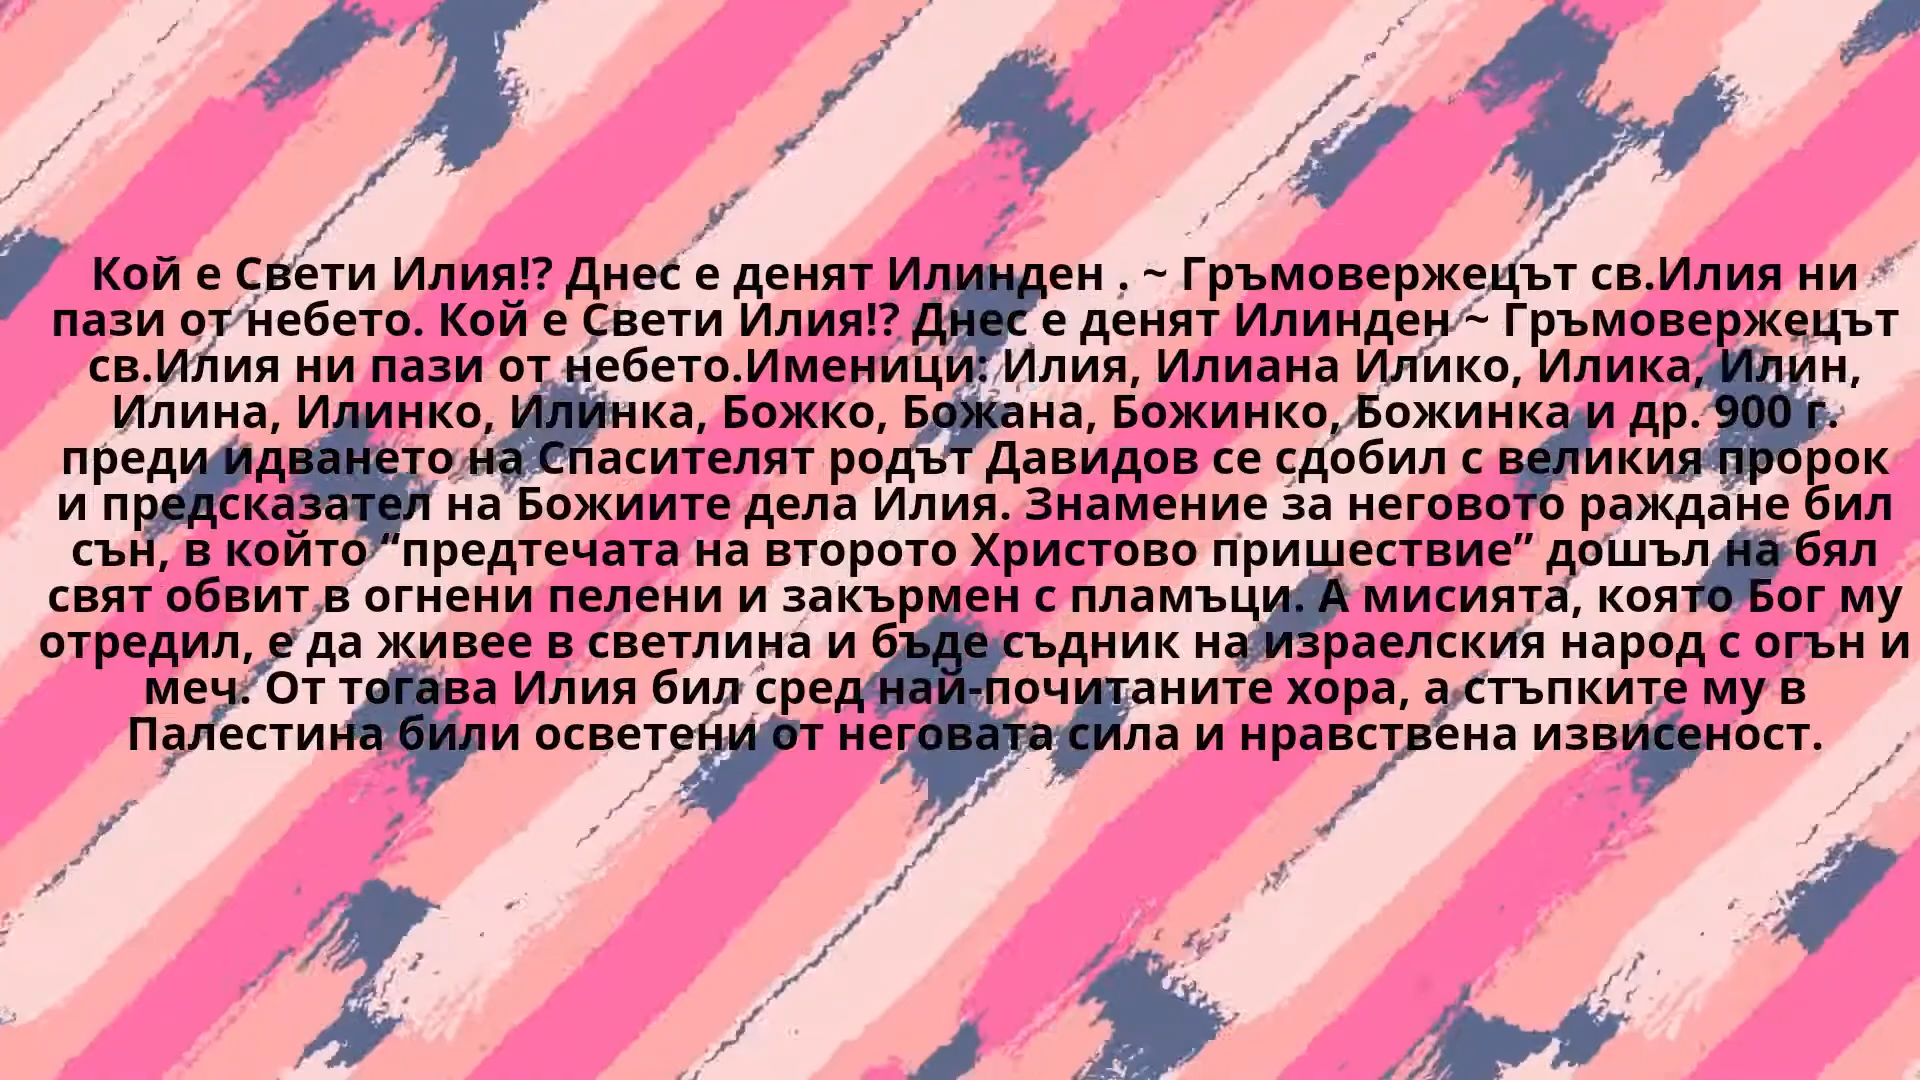 Кой е Свети Илия!? Днес е денят Илинден . ~ Гръмовержецът св.Илия ни
пази от небето. Кой е Свети Илия!? Днес е денят Илинден ~ Гръмовержецът
св.Илия ни пази от небето.Именици: Илия, Илиана Илико, Илика, Илин,
Илина, Илинко, Илинка, Божко, Божана, Божинко, Божинка и др. 900 г.
преди идването на Спасителят родът Давидов се сдобил с великия пророк
и предсказател на Божиите дела Илия. Знамение за неговото раждане бил
сън, в който “предтечата на второто Христово пришествие” дошъл на бял
свят обвит в огнени пелени и закърмен с пламъци. А мисията, която Бог му
отредил, е да живее в светлина и бъде съдник на израелския народ с огън и
меч. От тогава Илия бил сред най-почитаните хора, а стъпките му в
Палестина били осветени от неговата сила и нравствена извисеност.